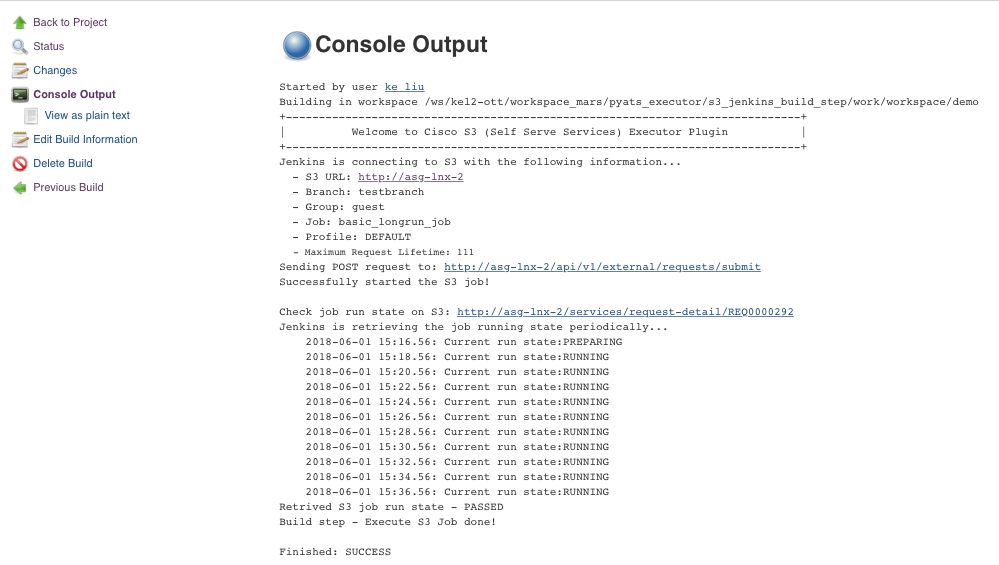 Back to Project
Status
Changes
Console Output
View as plain text
Edit Build Information
Delete Build
Previous Build
Console Output
Started by user ke liu
Building in workspace /ws/kel2-ott/workspace_mars/pyats_executor/s3_jenkins_build_step/work/workspace/demo
+------------------------------------------------------------------------------+
|          Welcome to Cisco S3 (Self Serve Services) Executor Plugin           |
+------------------------------------------------------------------------------+
Jenkins is connecting to S3 with the following information...
- S3 URL: http://asg-lnx-2
- Branch: testbranch
- Group: guest
- Job: basic_longrun_job
- Profile: DEFAULT
- Maximum Request Lifetime: 111
Sending POST request to: http://asg-lnx-2/api/v1/external/requests/submit
Successfully started the S3 job!
Check job run state on S3: http://asg-lnx-2/services/request-detail/REQ0000292
Jenkins is retrieving the job running state periodically...
2018-06-01 15:16.56: Current run state:PREPARING
2018-06-01 15:18.56: Current run state:RUNNING
2018-06-01 15:20.56: Current run state:RUNNING
2018-06-01 15:22.56: Current run state:RUNNING
2018-06-01 15:24.56: Current run state:RUNNING
2018-06-01 15:26.56: Current run state:RUNNING
2018-06-01 15:28.56: Current run state:RUNNING
2018-06-01 15:30.56: Current run state:RUNNING
2018-06-01 15:32.56: Current run state:RUNNING
2018-06-01 15:34.56: Current run state:RUNNING
2018-06-01 15:36.56: Current run state:RUNNING
Retrived S3 job run state - PASSED
Build step - Execute S3 Job done!
Finished: SUCCESS